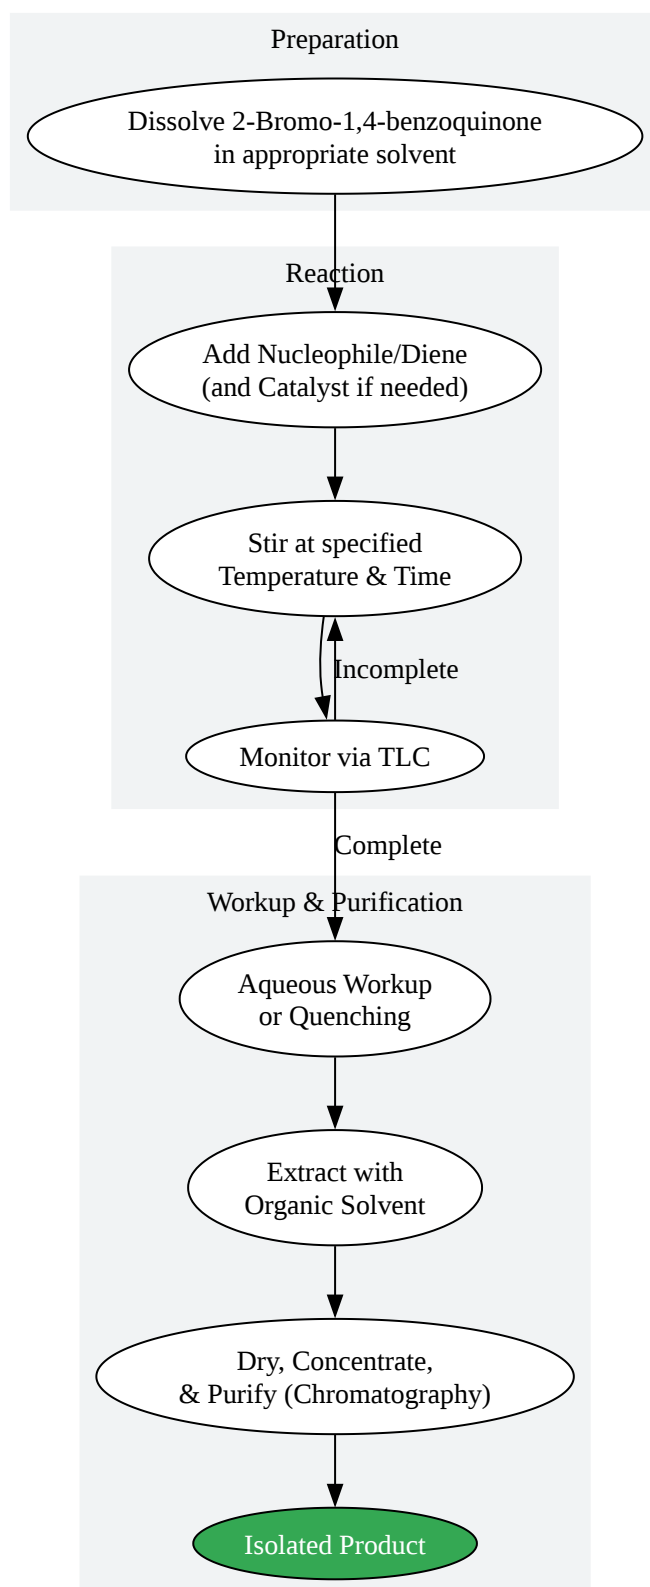 Preparation
Dissolve 2-Bromo-1,4-benzoquinone
in appropriate solvent
Reaction
Add Nucleophile/Diene
(and Catalyst if needed)
Stir at specified
Temperature & Time
Incomplete
Monitor via TLC
Complete
Workup & Purification
Aqueous Workup
or Quenching
Extract with
Organic Solvent
Dry, Concentrate,
& Purify (Chromatography)
Isolated Product